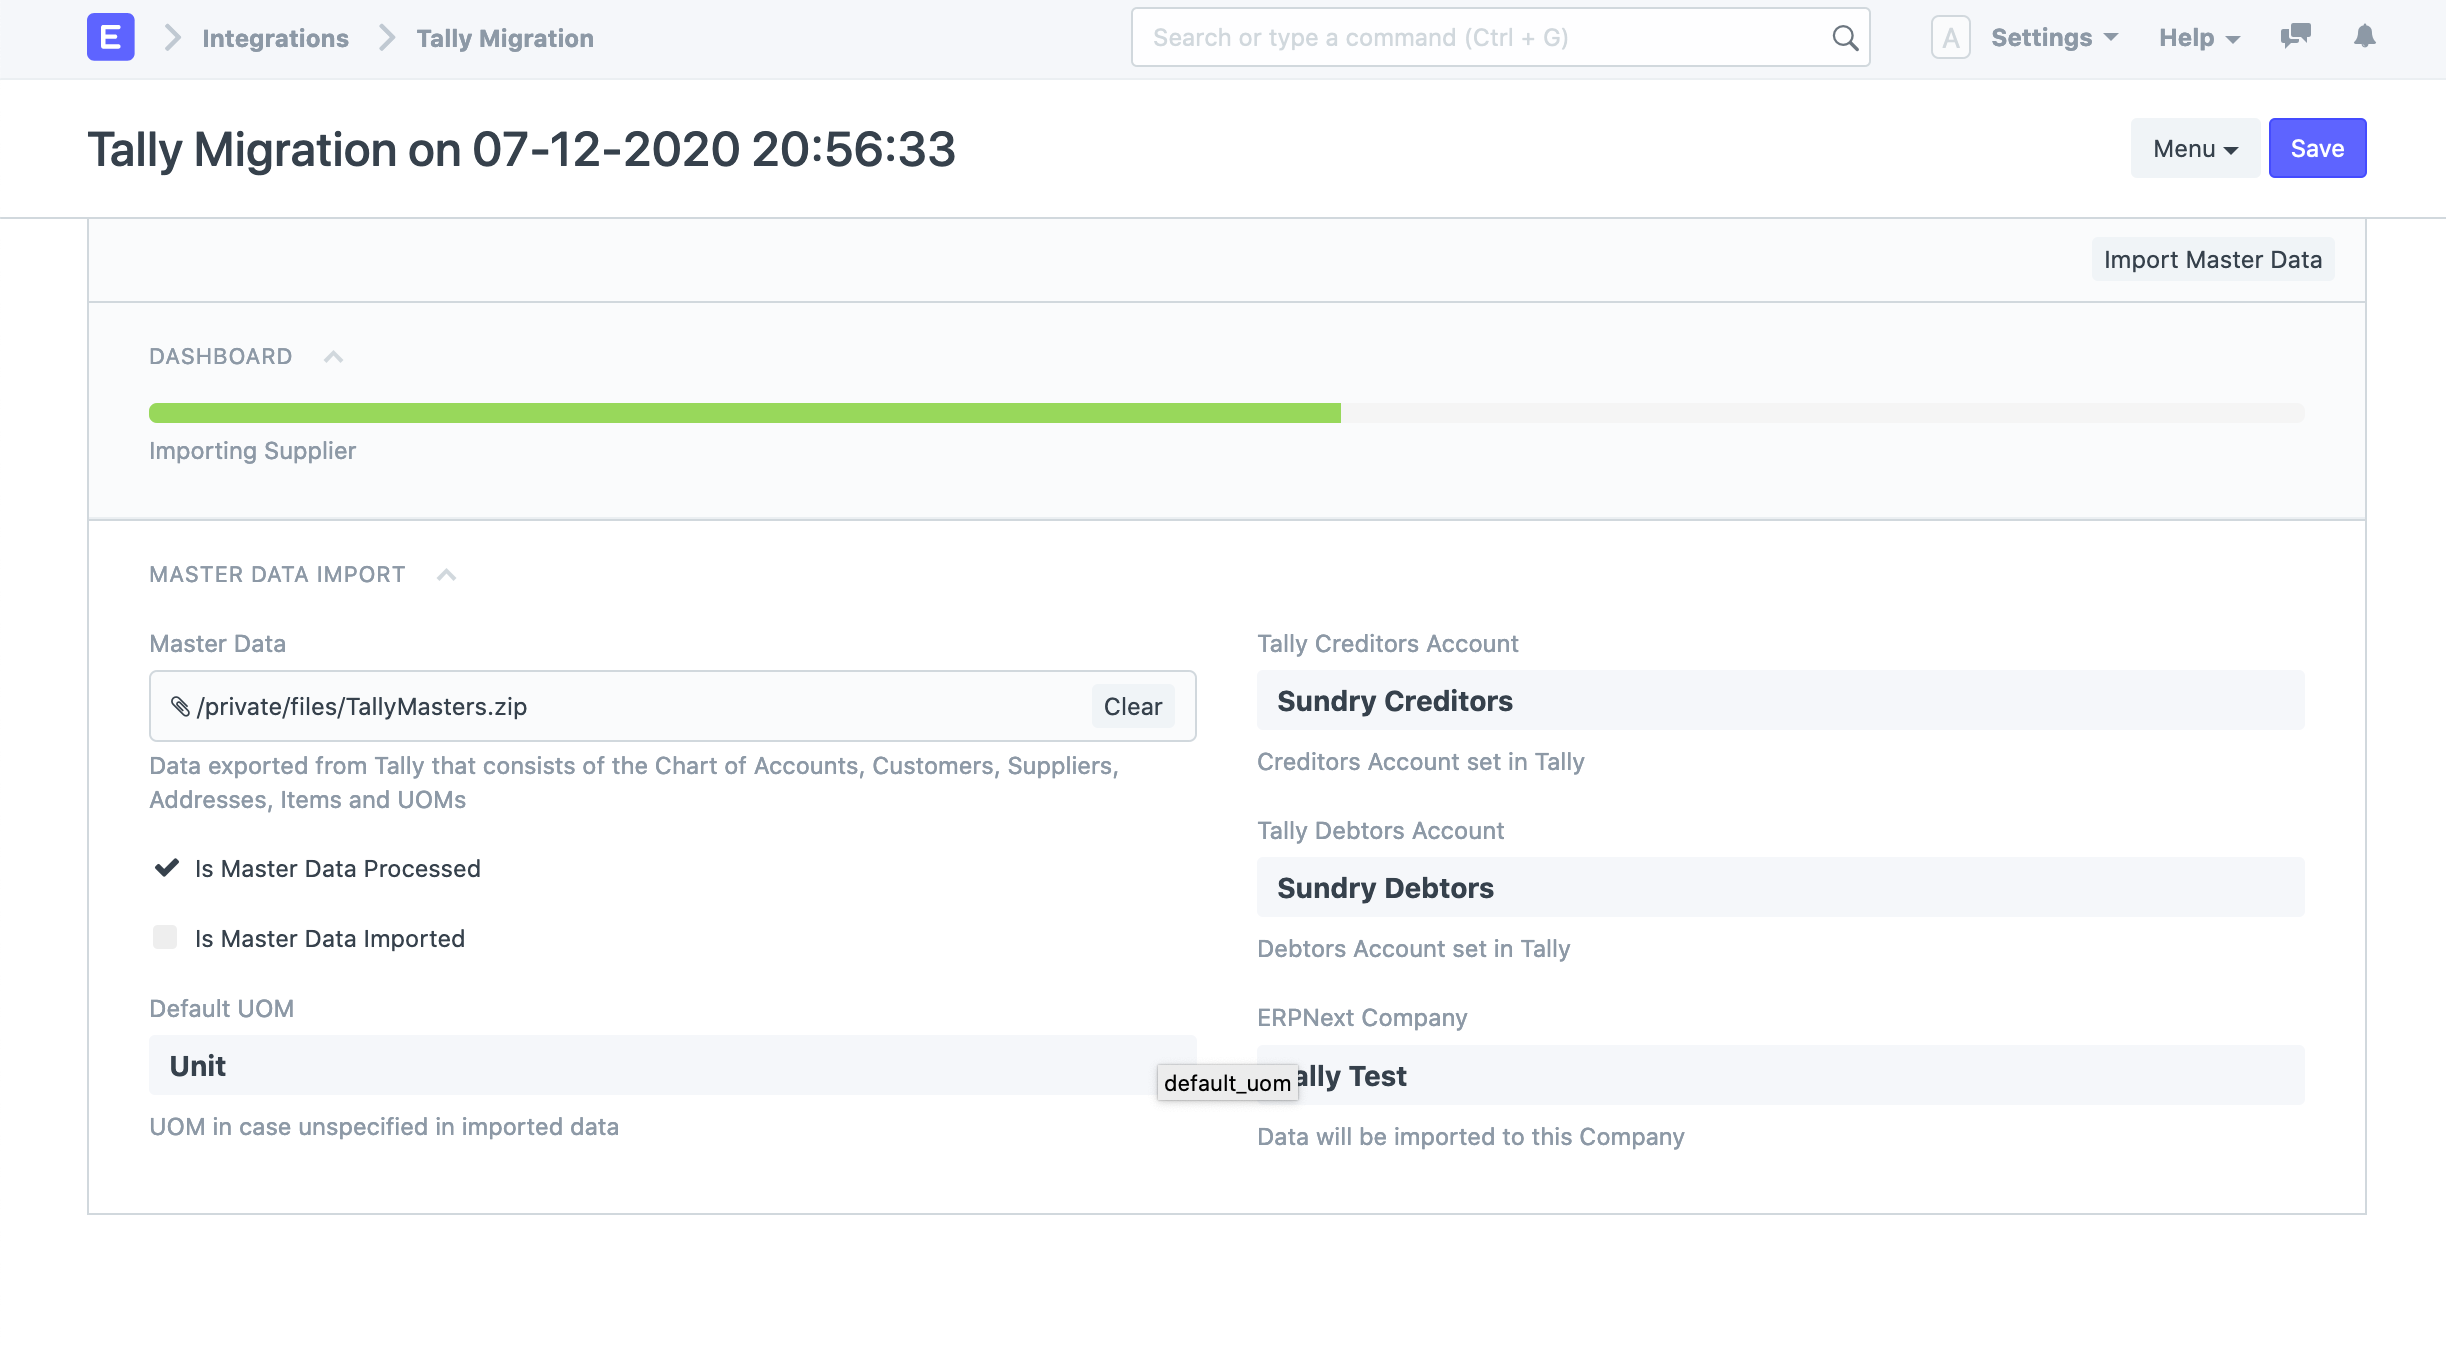 E Integrations Tally Migration Search or type a command (Ctrl + G) A Settings Help
Tally Migration on 07-12-2020 20:56:33 Menu Save
Import Master Data
DASHBOARD
Importing Supplier
MASTER DATA IMPORT
Master Data
/private/files/TallyMasters.zip Clear
Data exported from Tally that consists of the Chart of Accounts, Customers, Suppliers,
Addresses, Items and UOMs
Is Master Data Processed
Is Master Data Imported
Default UOM
Unit
UOM in case unspecified in imported data
Tally Creditors Account
Sundry Creditors
Creditors Account set in Tally
Tally Debtors Account
Sundry Debtors
Debtors Account set in Tally
ERPNext Company
default_uom
ally Test
Data will be imported to this Company